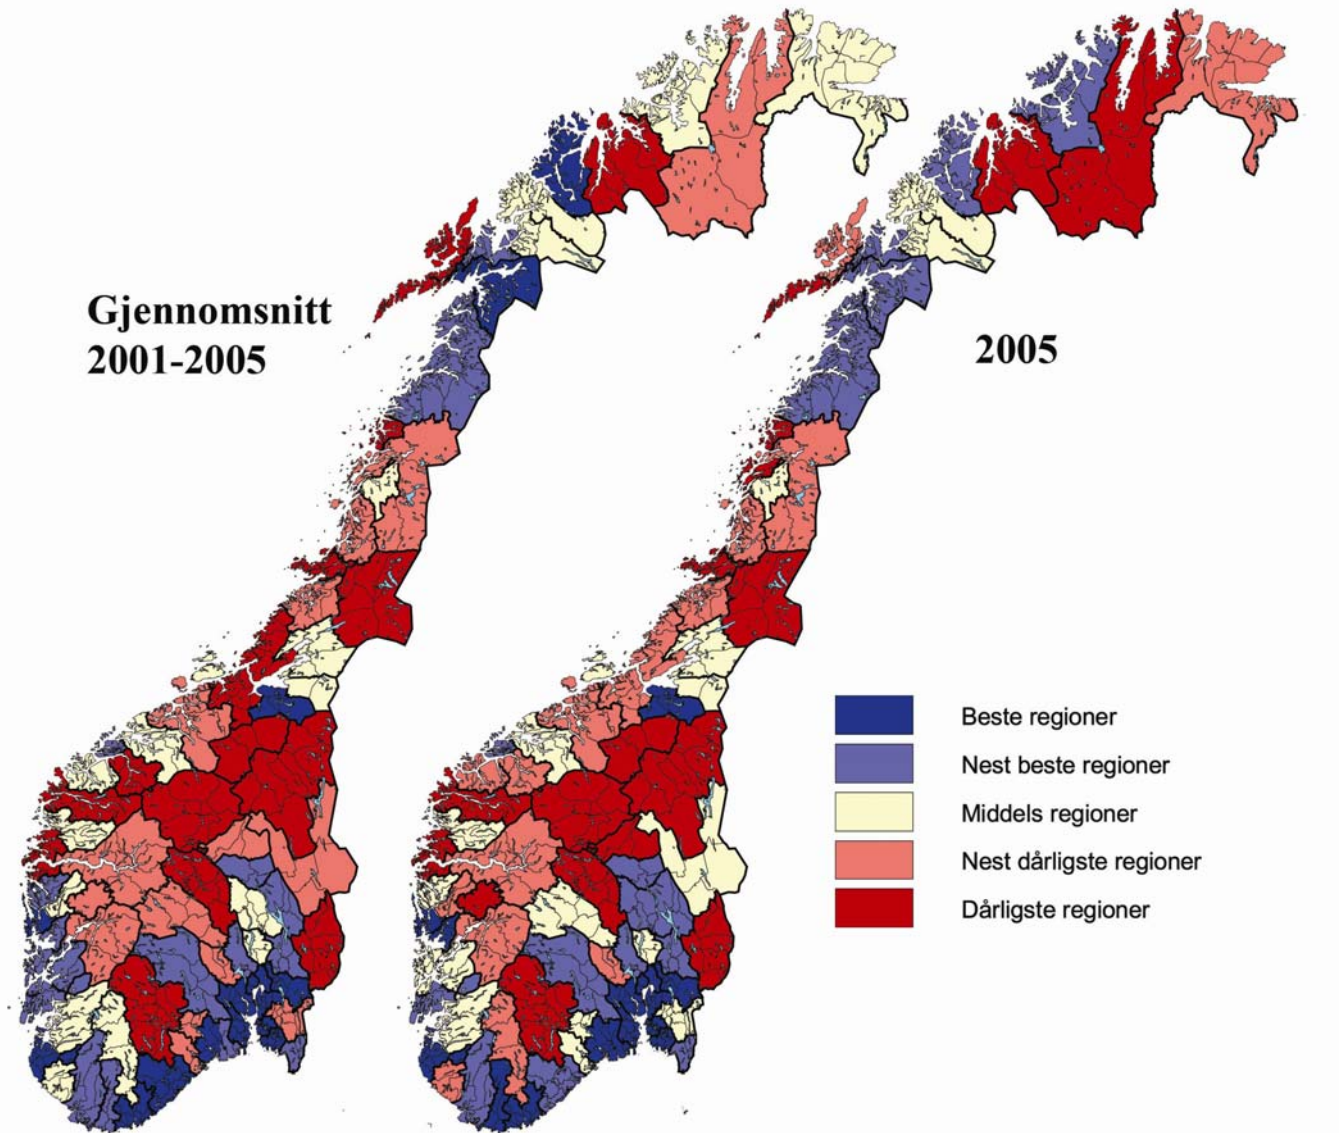 Gjennomsnitt
2001-2005
2005
Beste regioner
Nest beste regioner
Middels regioner
Nest dårligste regioner
Dårligste regioner